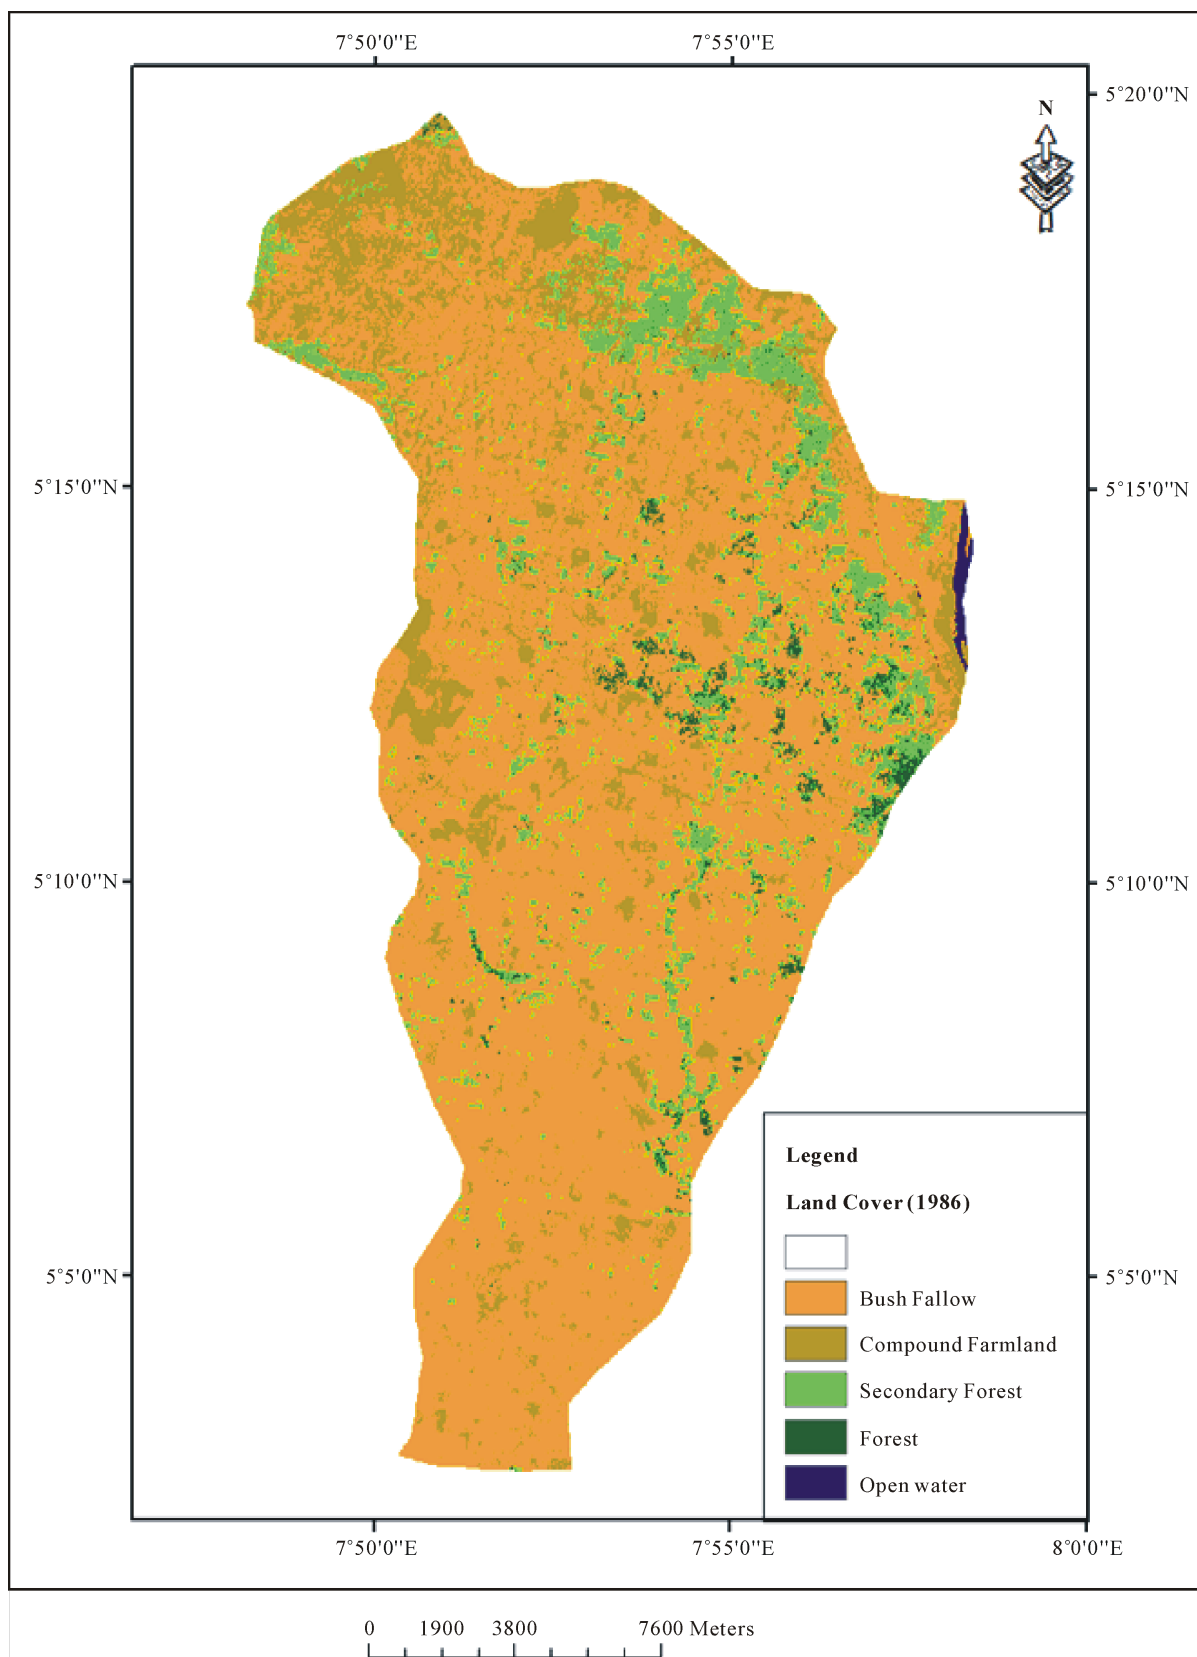 7°50'0"E 7°55'0"E
5°20'0"N
N
5°15'0"N 5°15'0"N
5°10'0"N 5°10'0"N
Legend
Land Cover (1986)
5°5'0"N 5°5'0"N
Bush Fallow
Compound Farmland
Secondary Forest
Forest
Open water
7°50'0"E 7°55'0"E 8°0'0"E
0 1900 3800 7600 Meters